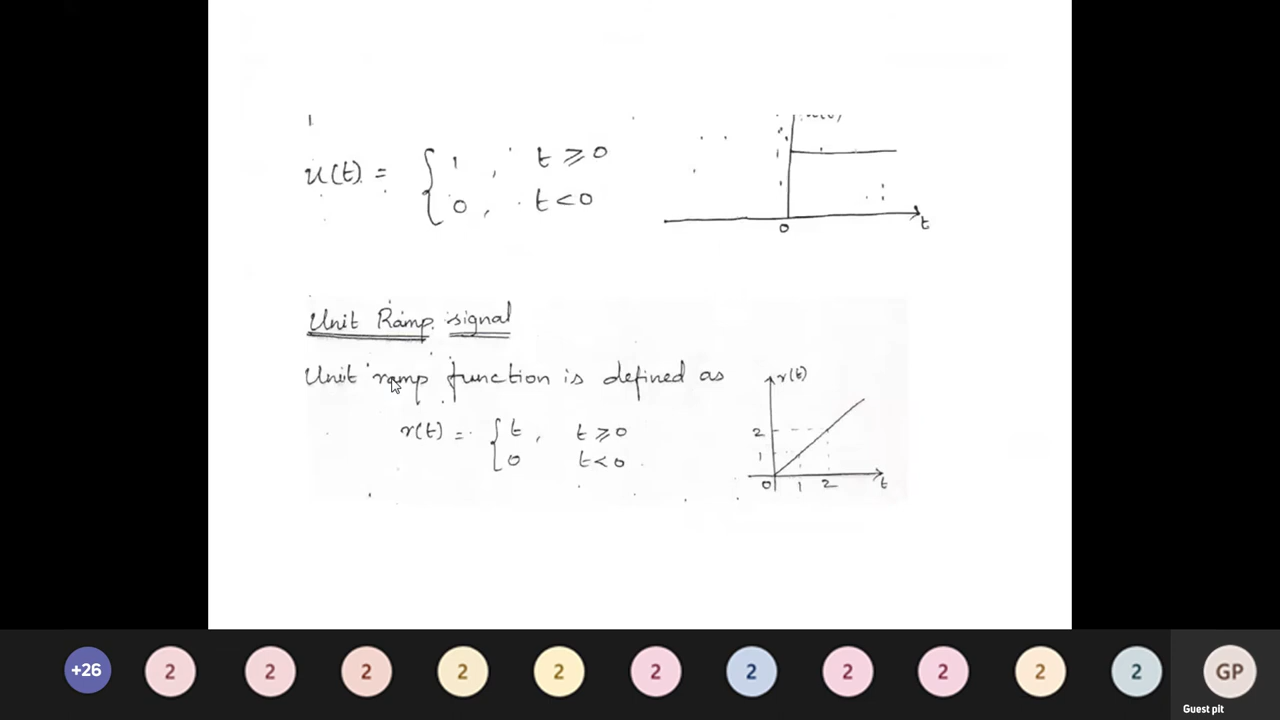 u(t) = { 1 , t ≥ 0
0 , t < 0
1
0
t
Unit Ramp signal
Unit ramp function is defined as
r(t) = { t , t ≥ 0
0 t < 0
r(t)
2
1
0 1 2 t
+26 2 2 2 2 2 2 2 2 2 2 2 GP
Guest pit